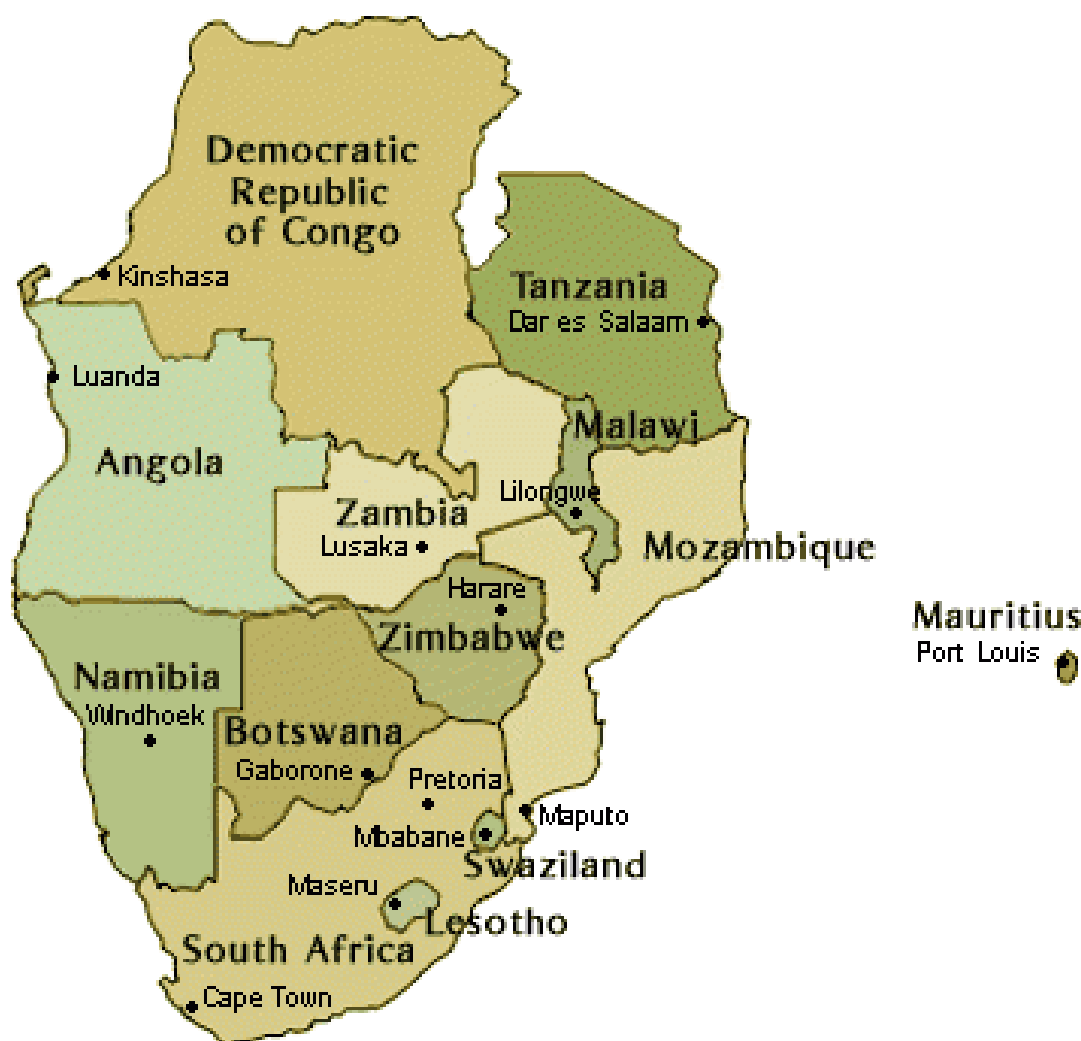 Democratic
Republic
of Congo
Kinshasa
Tanzania
Dar es Salaam
Luanda
Malawi
Angola
Lilongwe
Zambia
Lusaka
Mozambique
Harare
Zimbabwe
Mauritius
Port Louis
Namibia
Windhoek
Botswana
Gaborone
Pretoria
Maputo
Mbabane
Swaziland
Maseru
Lesotho
South Africa
Cape Town